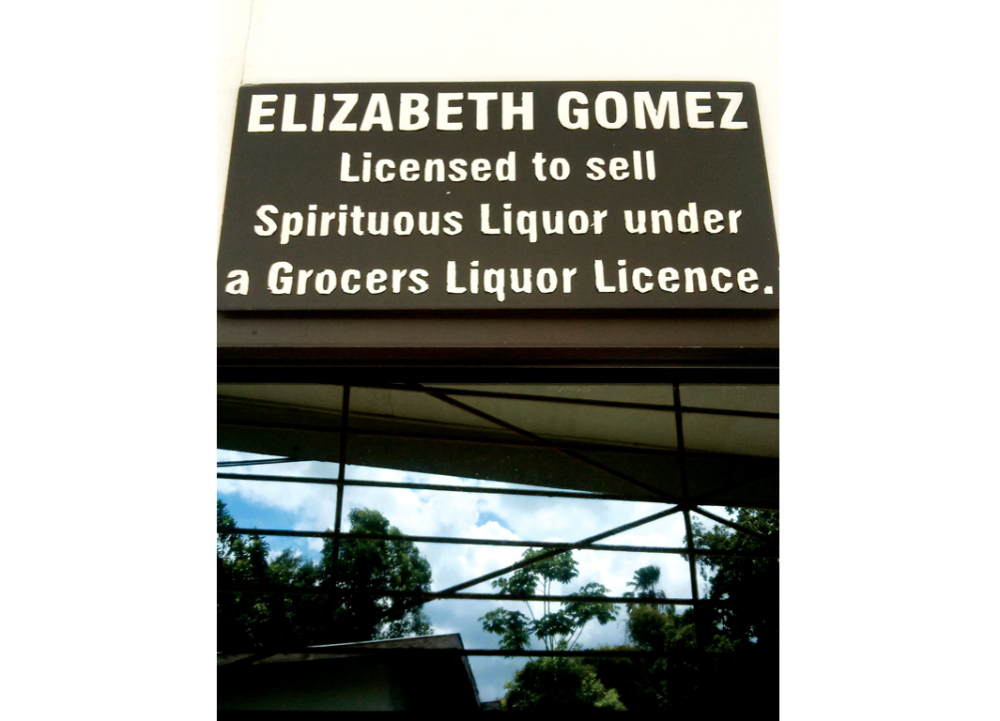 ELIZABETH GOMEZ
Licensed to sell
Spirituous Liquor under
a Grocers Liquor Licence.